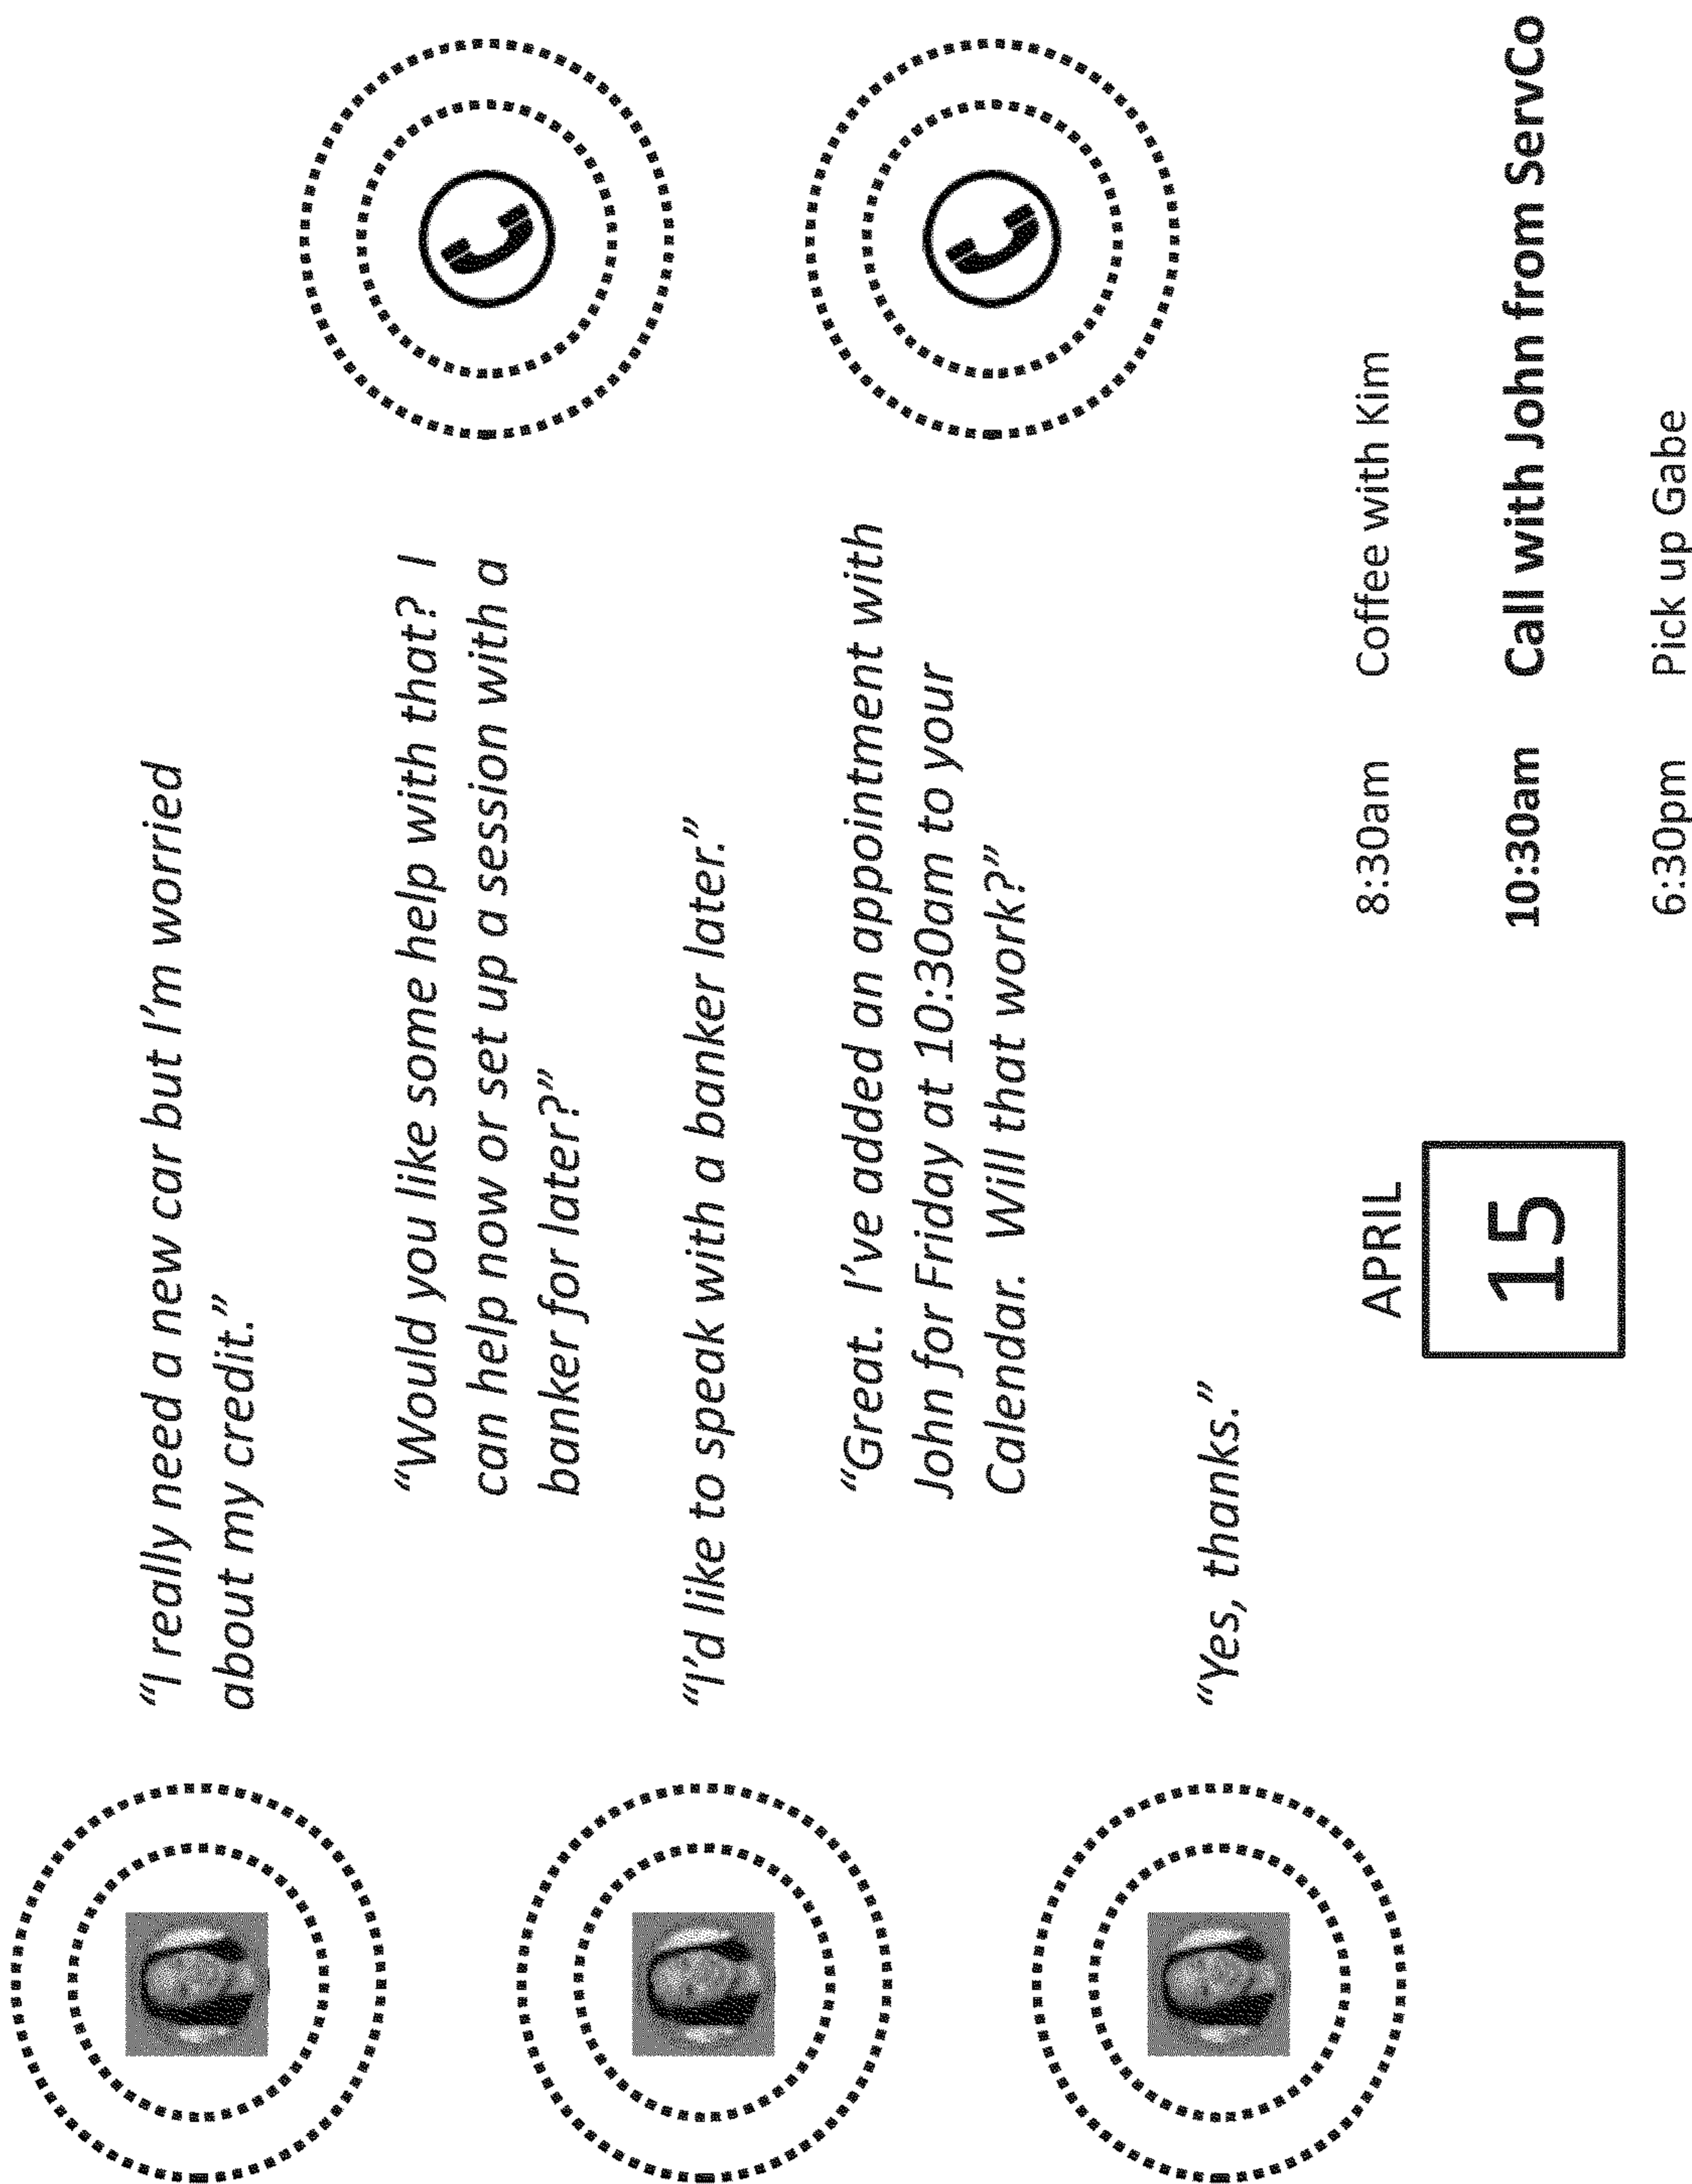 “I really need a new car but I’m worried
about my credit.”
“Would you like some help with that?  I
can help now or set up a session with a
banker for later?”
“I’d like to speak with a banker later.”
“Great.  I’ve added an appointment with
John for Friday at 10:30am to your
Calendar.  Will that work?”
“Yes, thanks.”
APRIL
15
8:30am Coffee with Kim
10:30am Call with John from ServCo
6:30pm Pick up Gabe